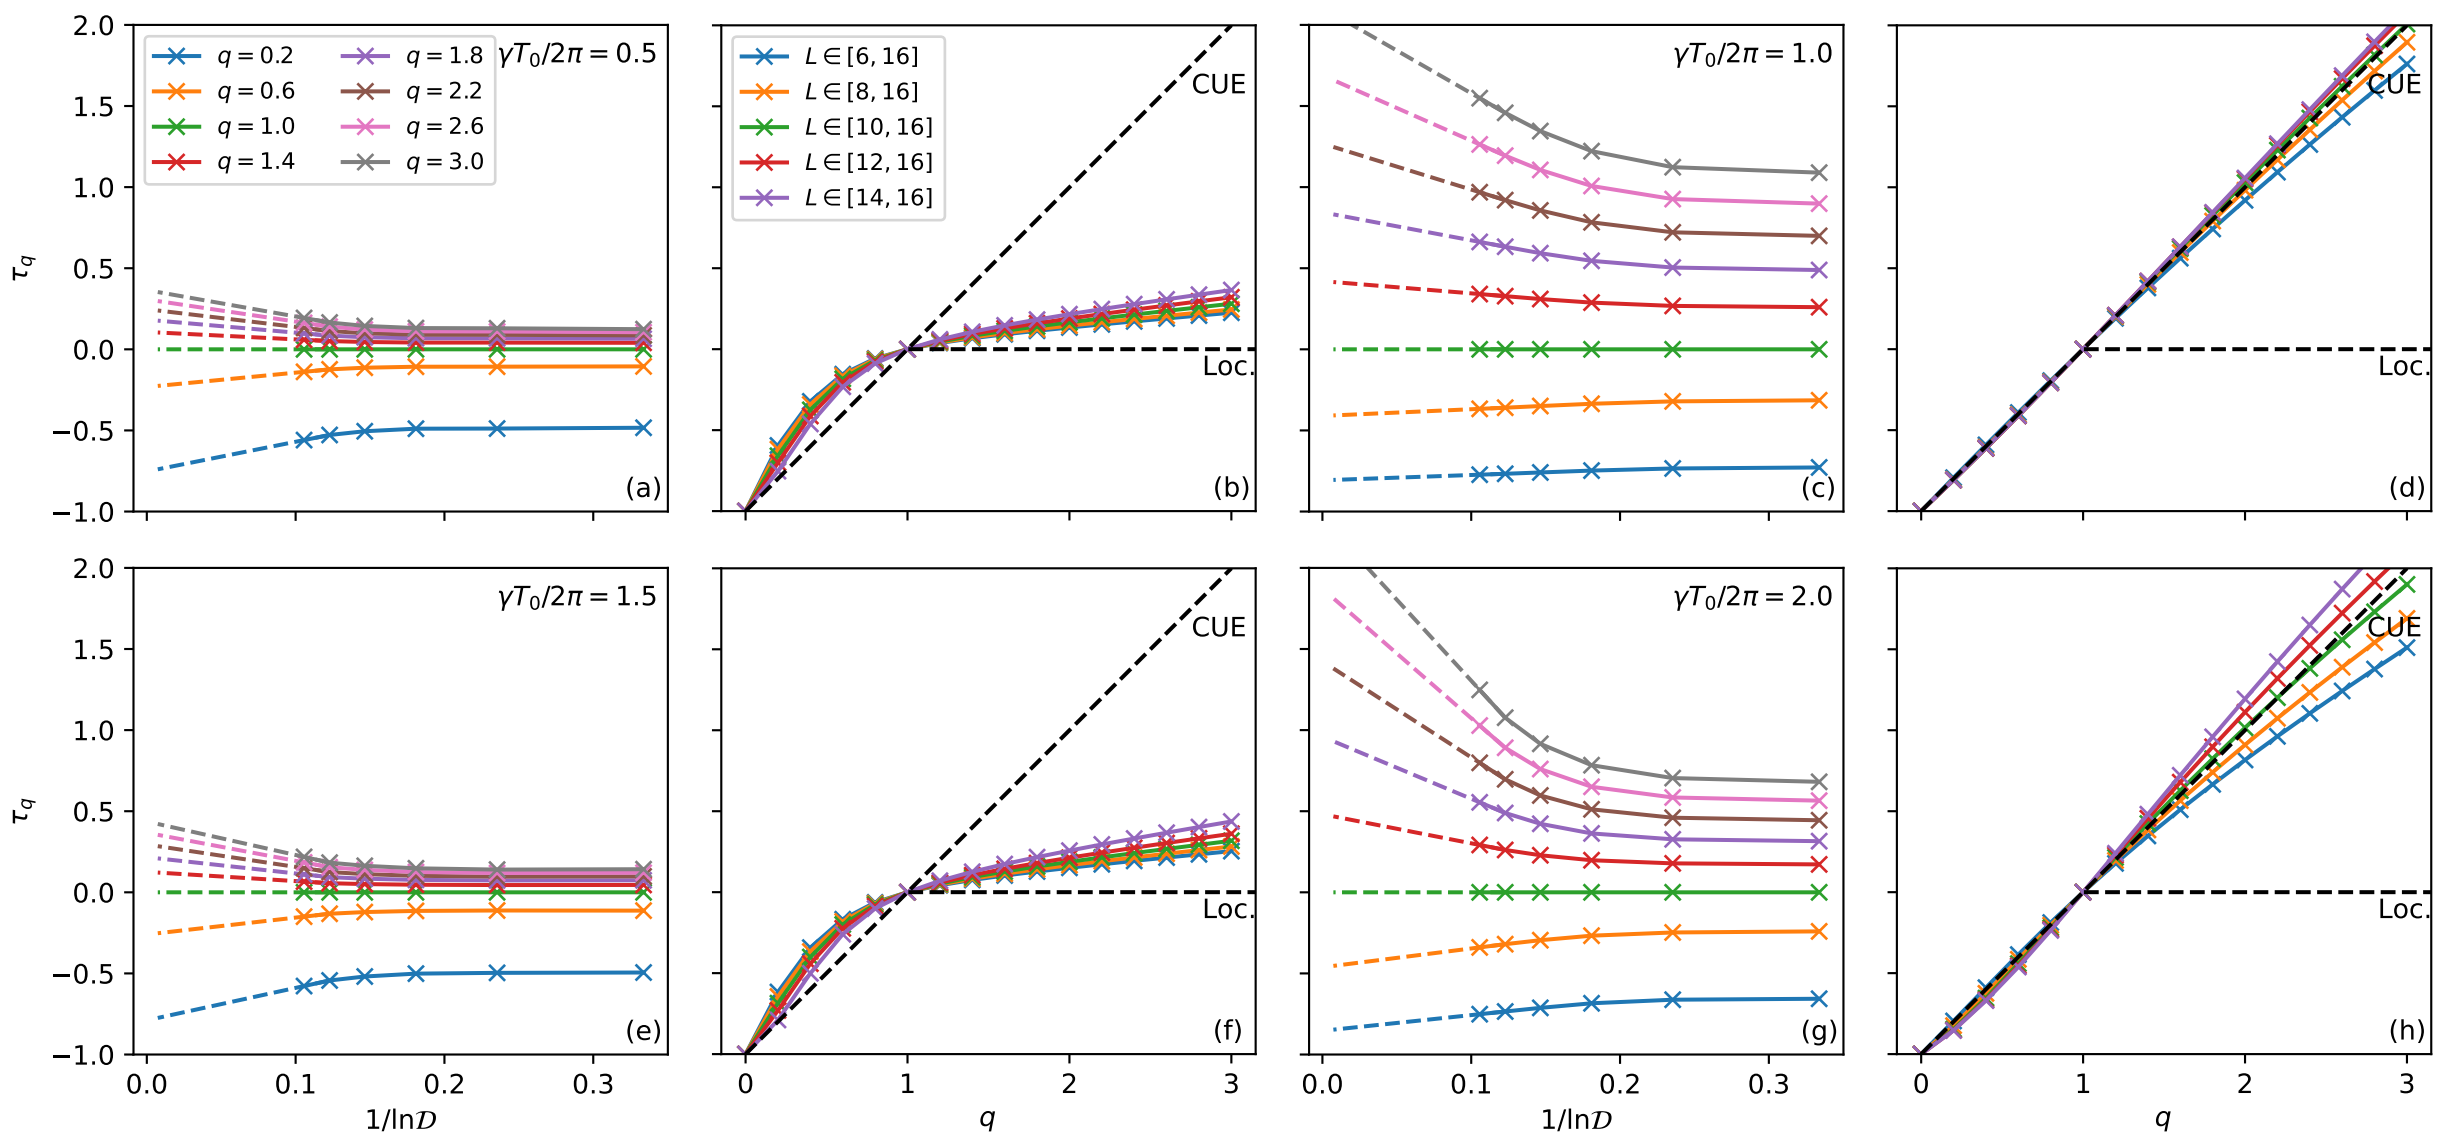 2.0
1.5
1.0
0.5
0.0
−0.5
−1.0
τ_q
q = 0.2
q = 0.6
q = 1.0
q = 1.4
q = 1.8
q = 2.2
q = 2.6
q = 3.0
γT₀/2π = 0.5
(a)
L ∈ [6, 16]
L ∈ [8, 16]
L ∈ [10, 16]
L ∈ [12, 16]
L ∈ [14, 16]
CUE
Loc.
(b)
γT₀/2π = 1.0
(c)
CUE
Loc.
(d)
2.0
1.5
1.0
0.5
0.0
−0.5
−1.0
τ_q
γT₀/2π = 1.5
(e)
0.0 0.1 0.2 0.3
1/ln𝒟
CUE
Loc.
(f)
0 1 2 3
q
γT₀/2π = 2.0
(g)
0.0 0.1 0.2 0.3
1/ln𝒟
CUE
Loc.
(h)
0 1 2 3
q